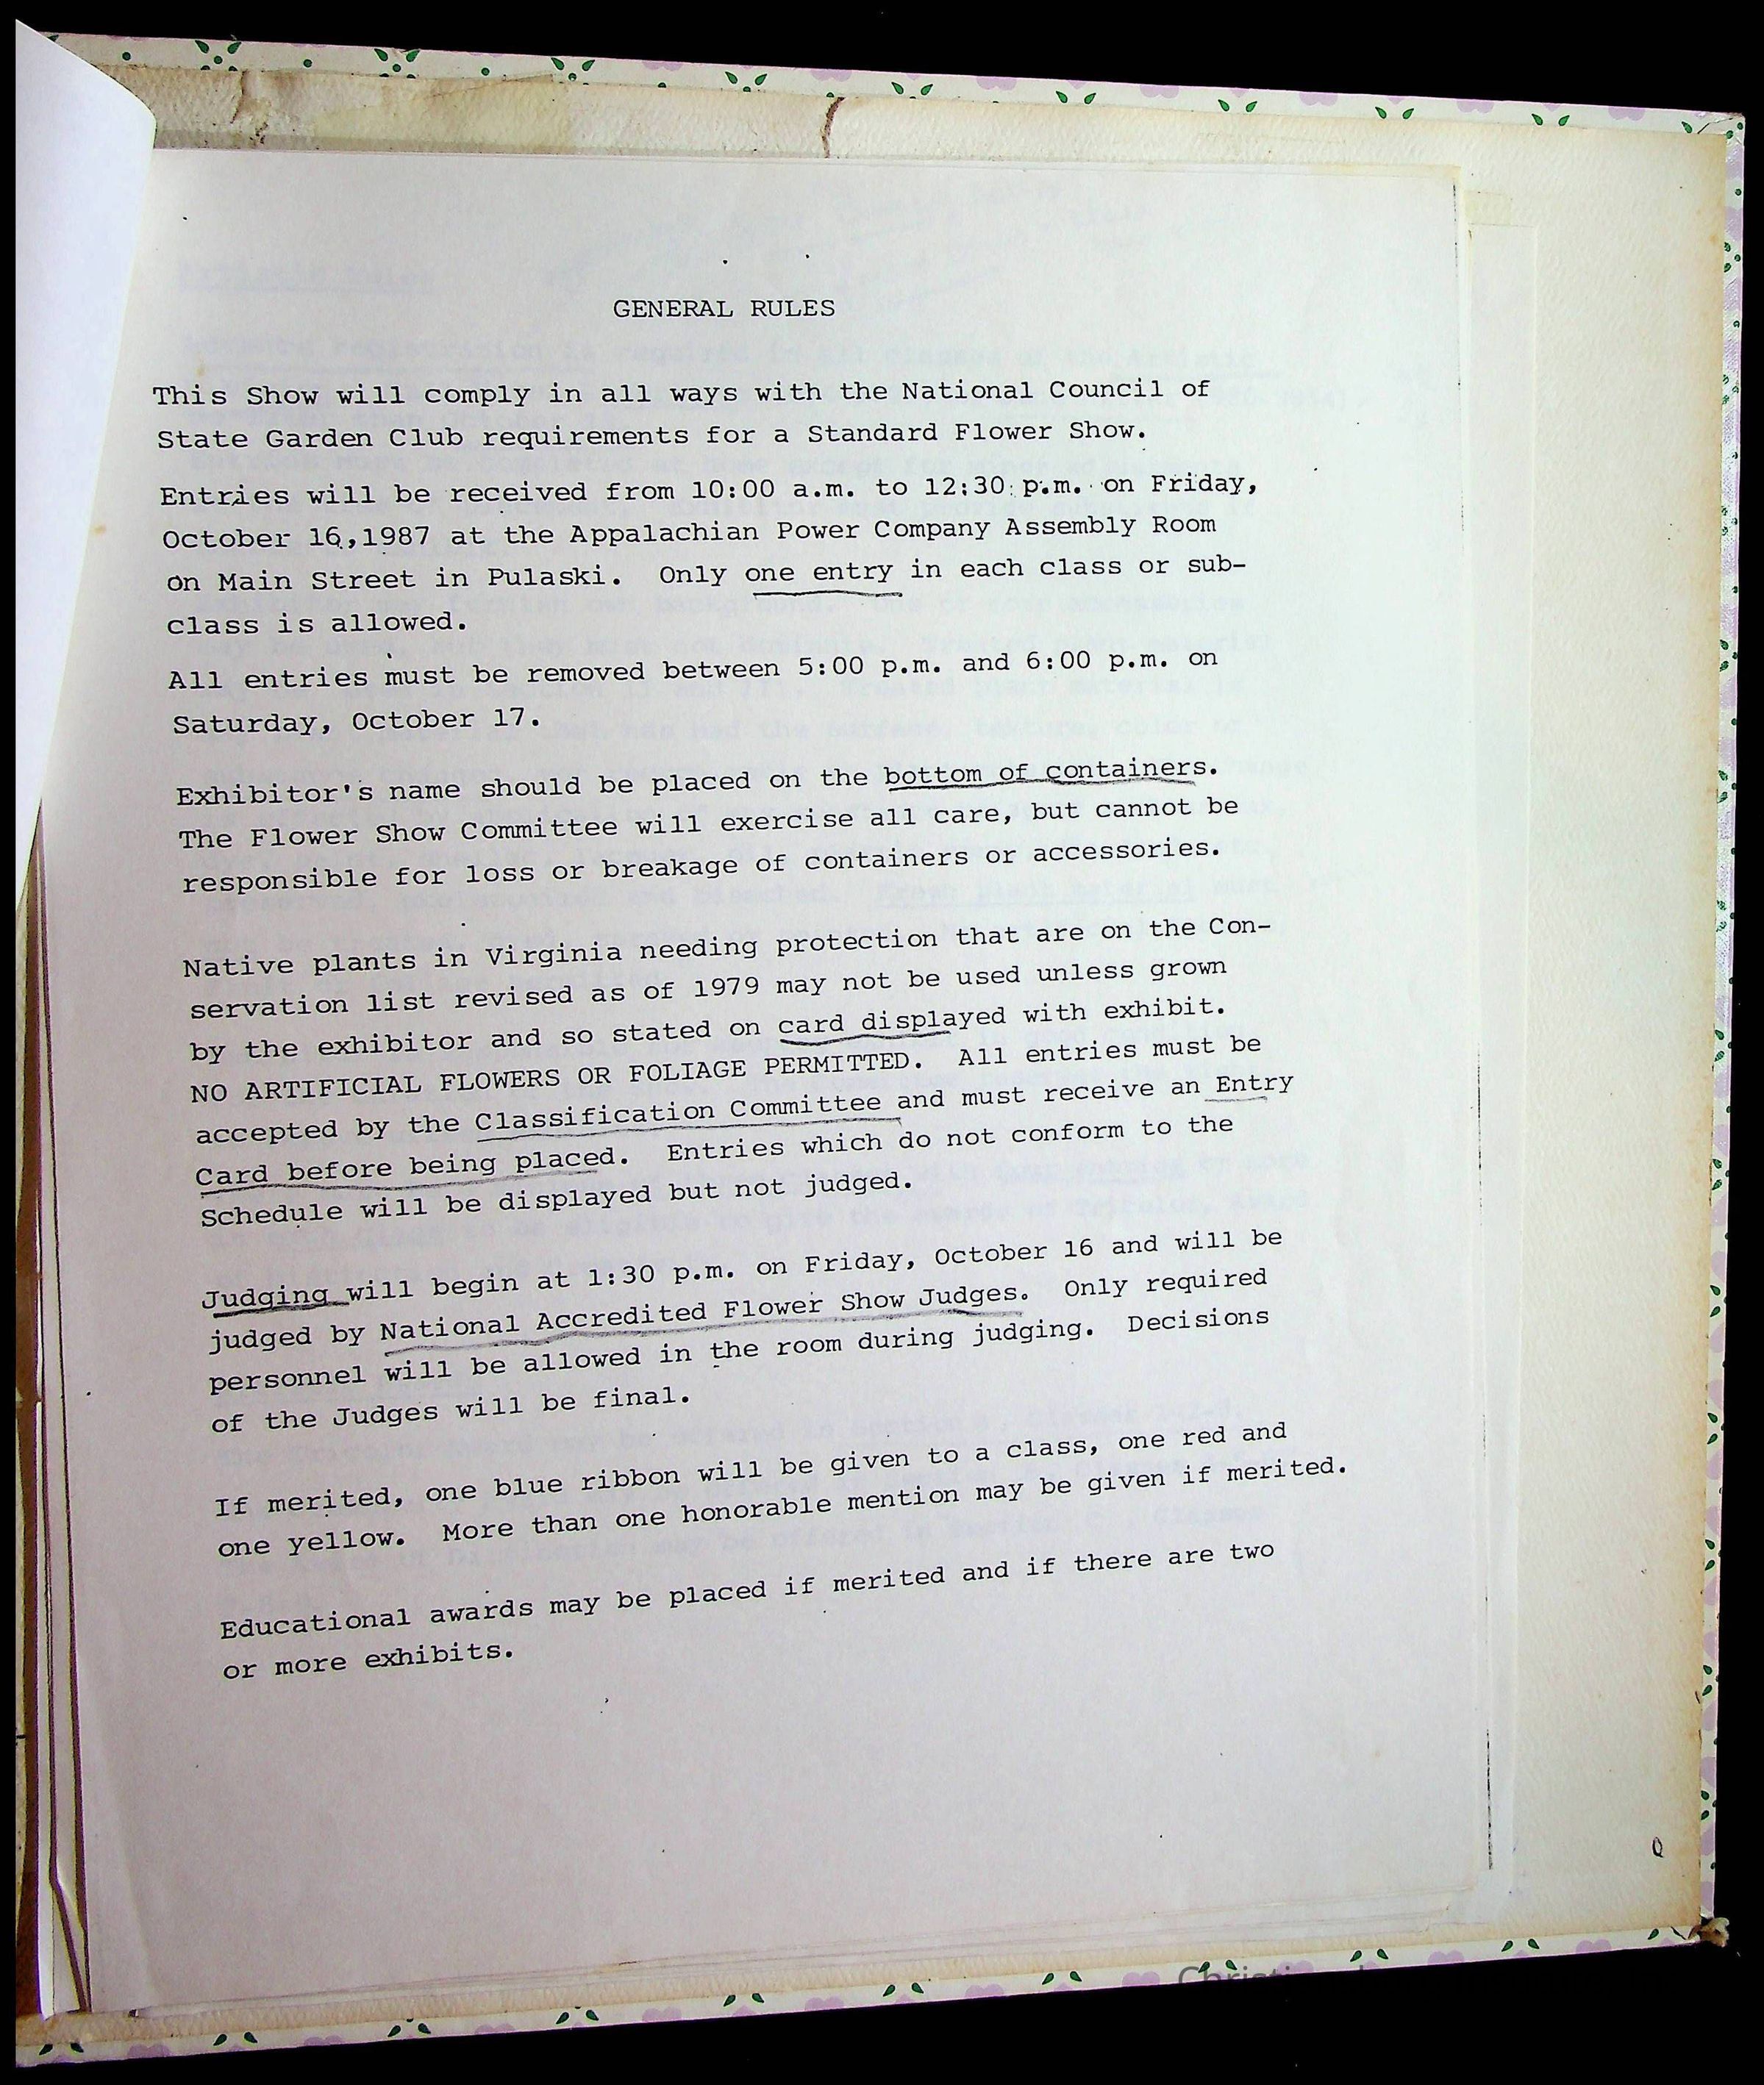 GENERAL RULES
This Show will comply in all ways with the National Council of
State Garden Club requirements for a Standard Flower Show.
Entries will be received from 10:00 a.m. to 12:30 p.m. on Friday,
October 16,1987 at the Appalachian Power Company Assembly Room
on Main Street in Pulaski. Only one entry in each class or sub-
class is allowed.
All entries must be removed between 5:00 p.m. and 6:00 p.m. on
Saturday, October 17.
Exhibitor's name should be placed on the bottom of containers.
The Flower Show Committee will exercise all care, but cannot be
responsible for loss or breakage of containers or accessories.
Native plants in Virginia needing protection that are on the Con-
servation list revised as of 1979 may not be used unless grown
by the exhibitor and so stated on card displayed with exhibit.
NO ARTIFICIAL FLOWERS OR FOLIAGE PERMITTED. All entries must be
accepted by the Classification Committee and must receive an Entry
Card before being placed. Entries which do not conform to the
Schedule will be displayed but not judged.
Judging will begin at 1:30 p.m. on Friday, October 16 and will be
judged by National Accredited Flower Show Judges. Only required
personnel will be allowed in the room during judging. Decisions
of the Judges will be final.
If merited, one blue ribbon will be given to a class, one red and
one yellow. More than one honorable mention may be given if merited.
Educational awards may be placed if merited and if there are two
or more exhibits.